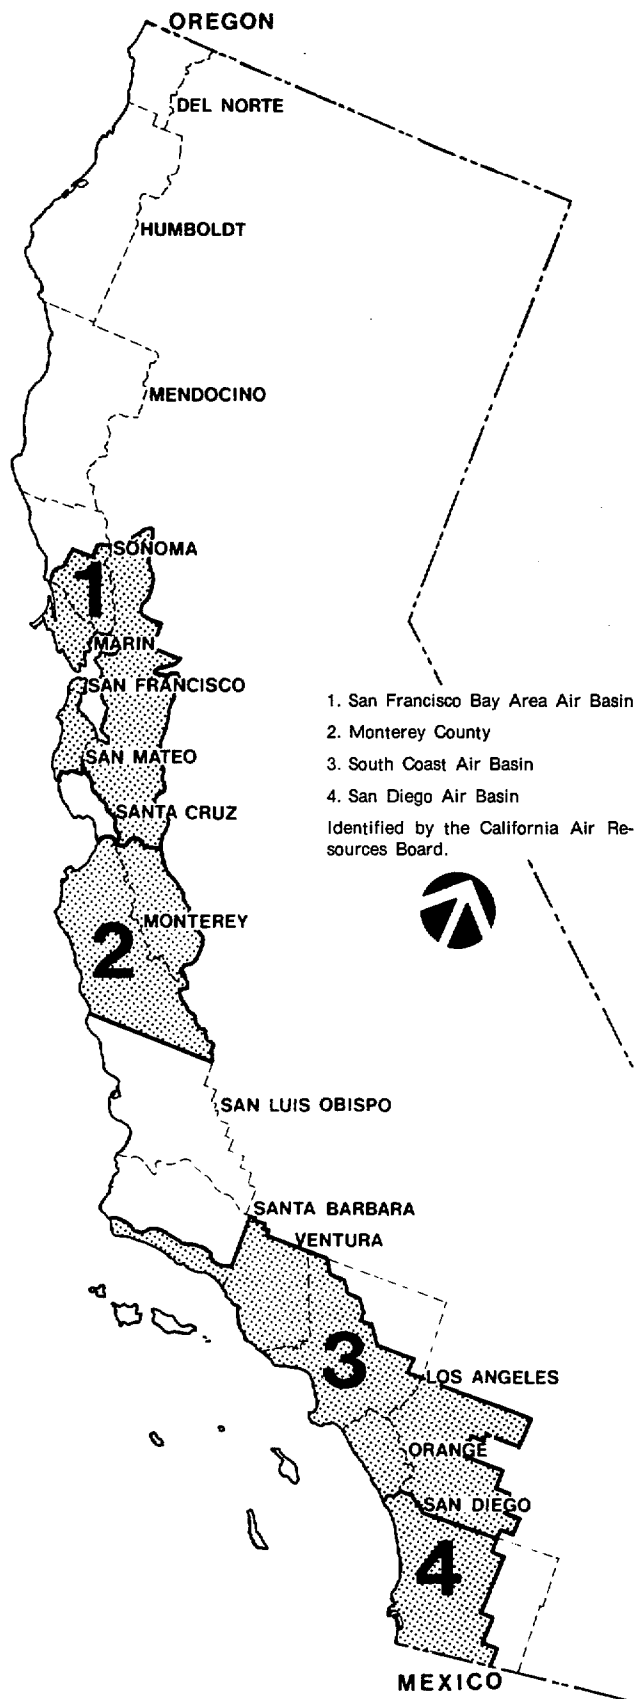 OREGON
DEL NORTE
HUMBOLDT
MENDOCINO
SONOMA
1
MARIN
SAN FRANCISCO
1. San Francisco Bay Area Air Basin
2. Monterey County
3. South Coast Air Basin
4. San Diego Air Basin
Identified by the California Air Re-
sources Board.
SAN MATEO
SANTA CRUZ
MONTEREY
2
SAN LUIS OBISPO
SANTA BARBARA
VENTURA
3
LOS ANGELES
ORANGE
SAN DIEGO
4
MEXICO